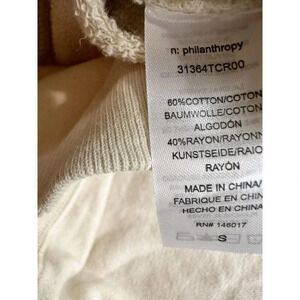 n: philanthropy
31364TCR00
60%COTTON/COTON
BAUMWOLLE/COTON
ALGODÓN
40%RAYON/RAYONN
KUNSTSEIDE/RAIO
RAYÓN
MADE IN CHINA/
FABRIQUE EN CHIN
HECHO EN CHINA
RN# 146017
S